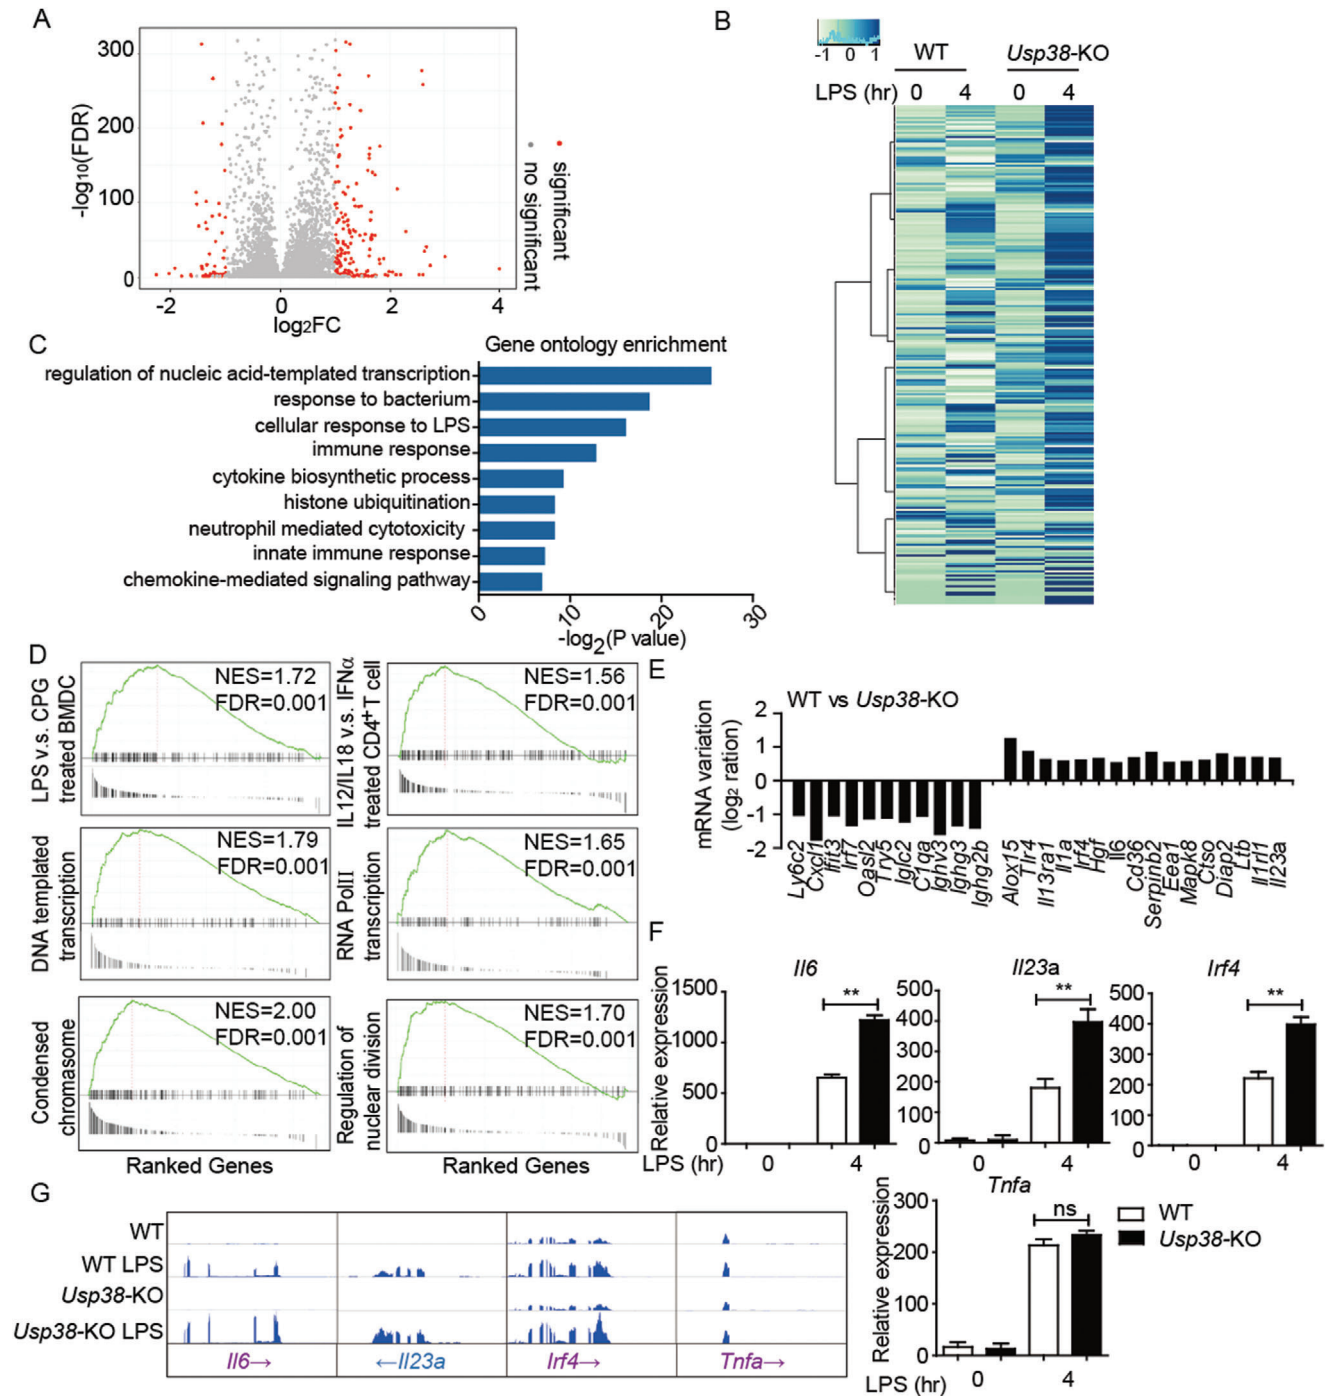 A
300
200
100
0
-log10(FDR)
-2
0
2
4
log2FC
significant
no significant
B
-1 0 1
WT
Usp38-KO
LPS (hr) 0 4 0 4
C
Gene ontology enrichment
regulation of nucleic acid-templated transcription
response to bacterium
cellular response to LPS
immune response
cytokine biosynthetic process
histone ubiquitination
neutrophil mediated cytotoxicity
innate immune response
chemokine-mediated signaling pathway
0
10
20
30
-log2(P value)
D
LPS v.s. CPG
treated BMDC
NES=1.72
FDR=0.001
IL12/IL18 v.s. IFNα
treated CD4+T cell
NES=1.56
FDR=0.001
DNA templated
transcription
NES=1.79
FDR=0.001
RNA PolII
transcription
NES=1.65
FDR=0.001
Condensed
chromasome
NES=2.00
FDR=0.001
Regulation of
nuclear division
NES=1.70
FDR=0.001
Ranked Genes
Ranked Genes
E
WT vs Usp38-KO
mRNA variation
(log2 ration)
2
1
0
-1
-2
Ly6c2
Cxcl1
Ifit3
Irf7
Oasl2
Try5
Iglc2
C1qa
Ighv3
Ighg3
Ighg2b
Alox15
Tlr4
Il13ra1
Il1a
Irf4
Hgf
Il6
Cd36
Serpinb2
Eea1
Mapk8
Ctso
Diap2
Ltb
Il1rl1
Il23a
F
Il6
Relative expression
1500
1000
500
0
**
LPS (hr) 0 4
Il23a
500
400
300
200
100
0
**
0 4
Irf4
500
400
300
200
100
0
**
0 4
Tnfa
Relative expression
300
200
100
0
ns
LPS (hr) 0 4
WT
Usp38-KO
G
WT
WT LPS
Usp38-KO
Usp38-KO LPS
Il6→
←Il23a
Irf4→
Tnfa→